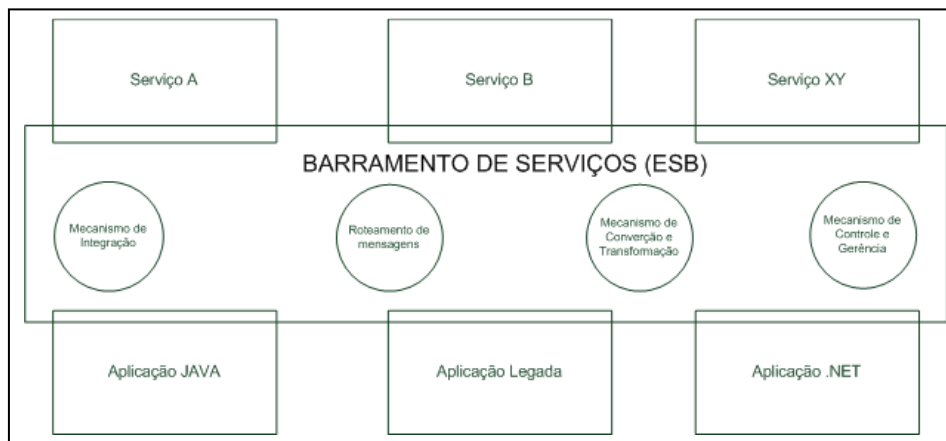 Serviço A
Serviço B
Serviço XY
BARRAMENTO DE SERVIÇOS (ESB)
Mecanismo de
Integração
Roteamento de
mensagens
Mecanismo de
Converção e
Transformação
Mecanismo de
Controle e
Gerência
Aplicação JAVA
Aplicação Legada
Aplicação .NET